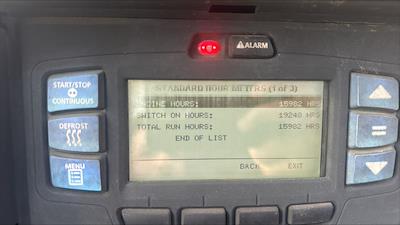 ALARM
START/STOP
CONTINUOUS
DEFROST
MENU
STANDARD HOUR METERS (1 of 3)
ENGINE HOURS: 15982 HRS
SWITCH ON HOURS: 19240 HRS
TOTAL RUN HOURS: 15982 HRS
END OF LIST
BACK EXIT